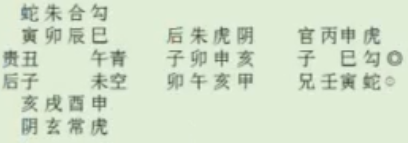 蛇朱合勾
寅卯辰巳 后朱虎阴 官丙申虎
贵丑 午青 子卯申亥 子 巳勾◎
后子 未空 卯午亥甲 兄壬寅蛇○
亥戌酉申
阴玄常虎